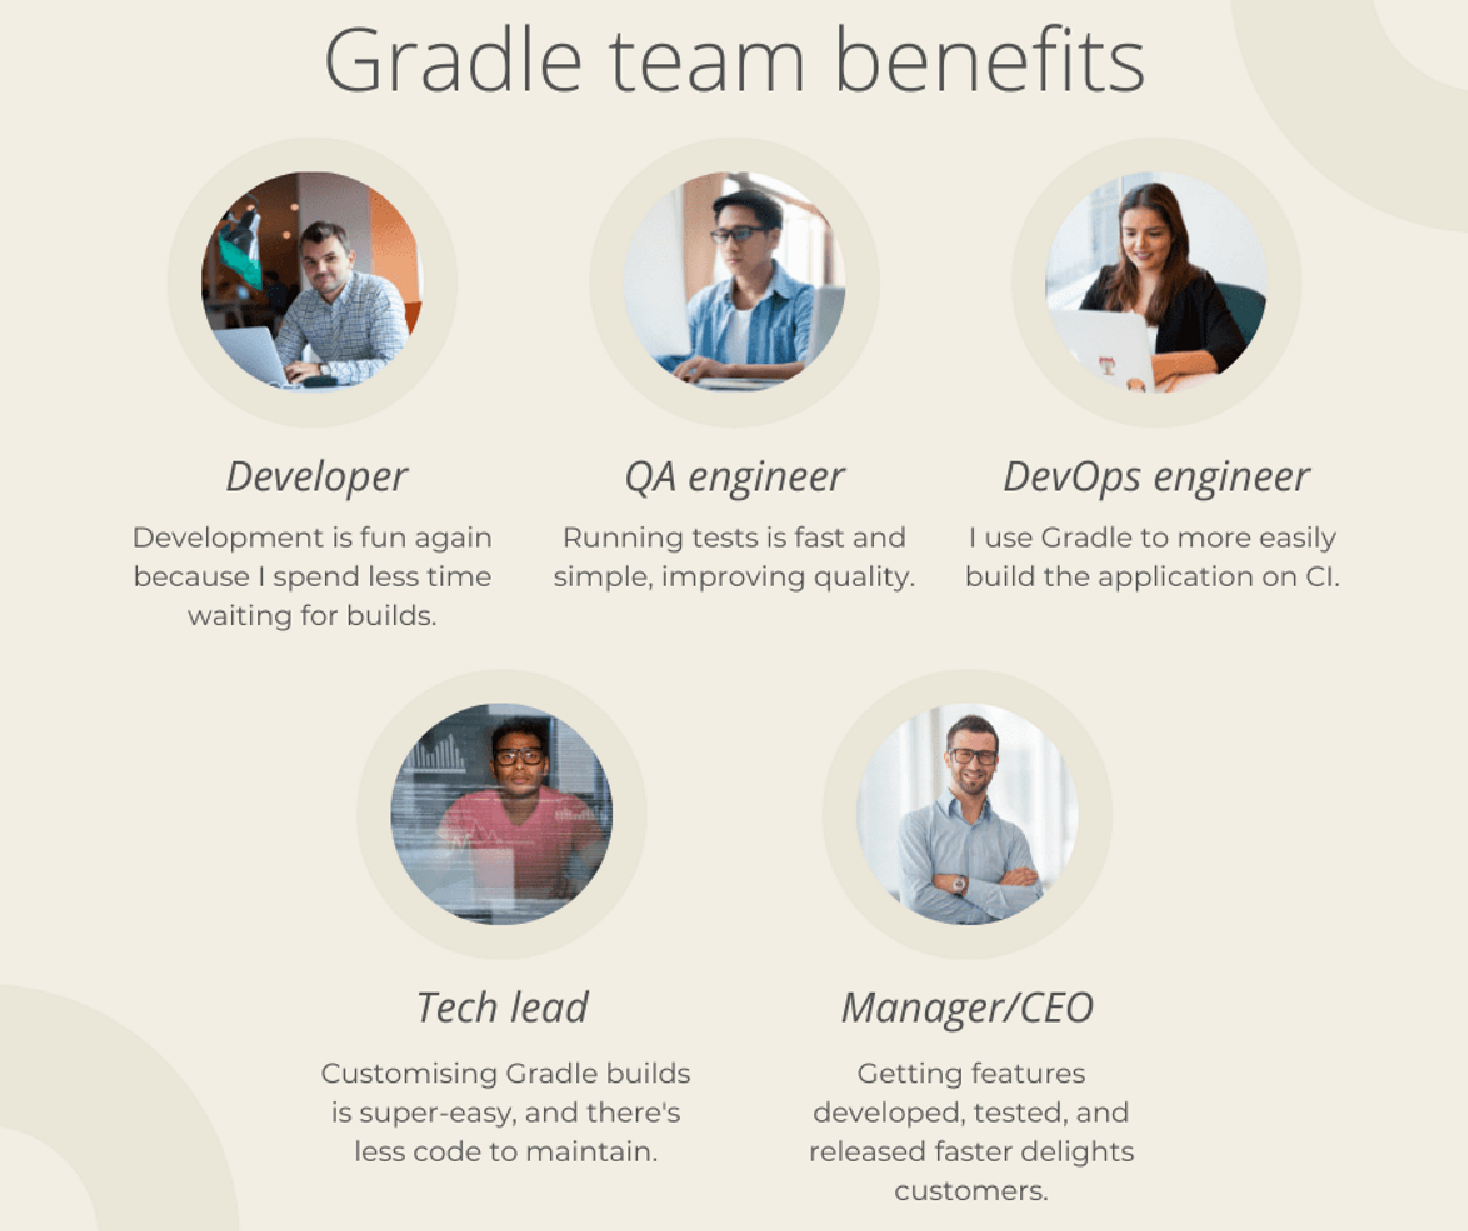 Gradle team benefits
Developer
Development is fun again
because I spend less time
waiting for builds.
QA engineer
Running tests is fast and
simple, improving quality.
DevOps engineer
I use Gradle to more easily
build the application on CI.
Tech lead
Customising Gradle builds
is super-easy, and there's
less code to maintain.
Manager/CEO
Getting features
developed, tested, and
released faster delights
customers.